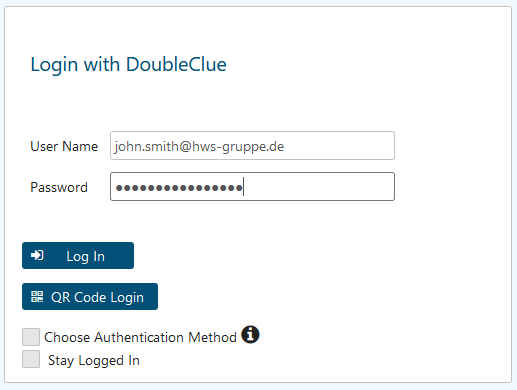 Login with DoubleClue
User Name john.smith@hws-gruppe.de
Password ••••••••••••••••
Log In
QR Code Login
Choose Authentication Method
Stay Logged In